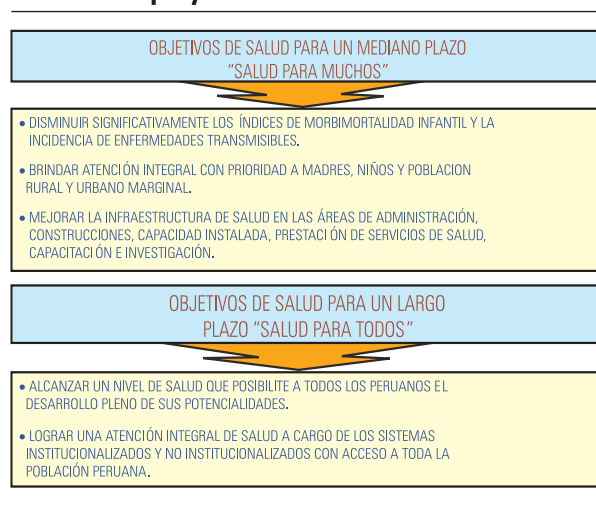 OBJETIVOS DE SALUD PARA UN MEDIANO PLAZO
“SALUD PARA MUCHOS”
• DISMINUIR SIGNIFICATIVAMENTE LOS ÍNDICES DE MORBIMORTALIDAD INFANTIL Y LA
INCIDENCIA DE ENFERMEDADES TRANSMISIBLES.
• BRINDAR ATENCIÓN INTEGRAL CON PRIORIDAD A MADRES, NIÑOS Y POBLACION
RURAL Y URBANO MARGINAL.
• MEJORAR LA INFRAESTRUCTURA DE SALUD EN LAS ÁREAS DE ADMINISTRACIÓN,
CONSTRUCCIONES, CAPACIDAD INSTALADA, PRESTACI ÓN DE SERVICIOS DE SALUD,
CAPACITACIÓN E INVESTIGACIÓN.
OBJETIVOS DE SALUD PARA UN LARGO
PLAZO “SALUD PARA TODOS”
• ALCANZAR UN NIVEL DE SALUD QUE POSIBILITE A TODOS LOS PERUANOS EL
DESARROLLO PLENO DE SUS POTENCIALIDADES.
• LOGRAR UNA ATENCIÓN INTEGRAL DE SALUD A CARGO DE LOS SISTEMAS
INSTITUCIONALIZADOS Y NO INSTITUCIONALIZADOS CON ACCESO A TODA LA
POBLACIÓN PERUANA.